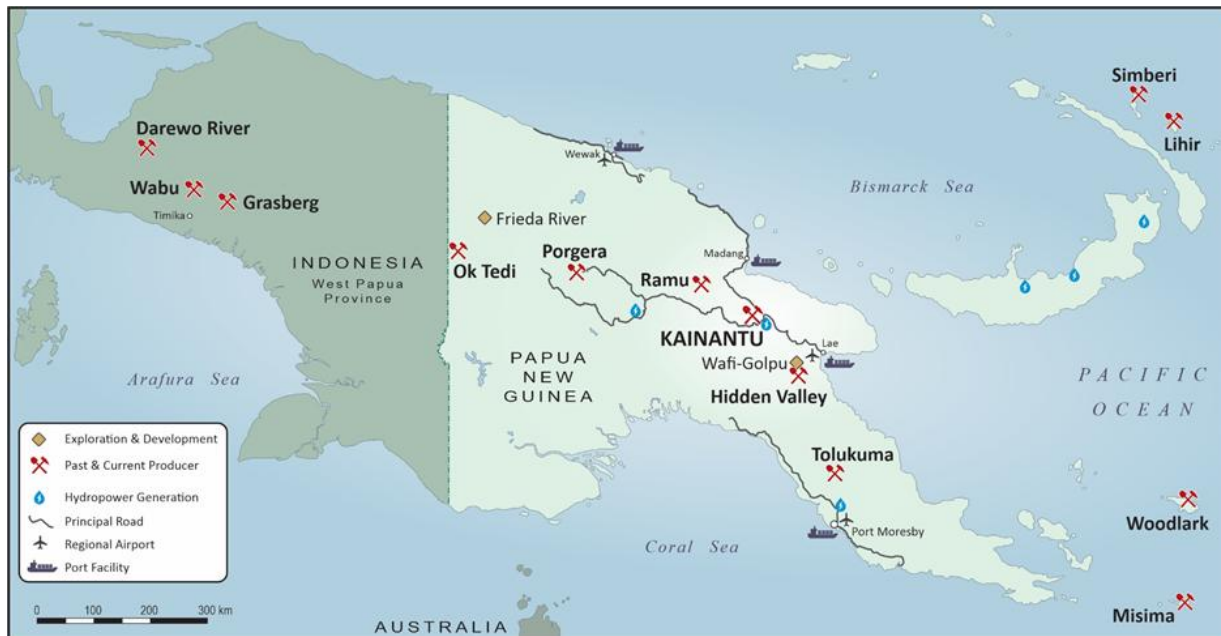 Simberi
Lihir
Darewo River
Wabu
Grasberg
Timika
Wewak
Bismarck Sea
Frieda River
Ok Tedi
Porgera
Madang
Ramu
INDONESIA
West Papua
Province
KAINANTU
Lae
Wafi-Golpu
Hidden Valley
PAPUA
NEW
GUINEA
Arafura Sea
PACIFIC
OCEAN
Tolukuma
Port Moresby
Woodlark
Coral Sea
Misima
AUSTRALIA
Exploration & Development
Past & Current Producer
Hydropower Generation
Principal Road
Regional Airport
Port Facility
0 100 200 300 km